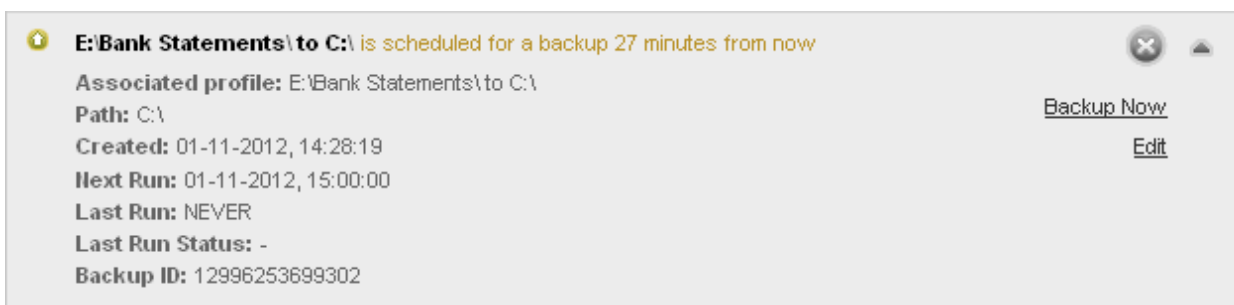 E:\Bank Statements\ to C:\ is scheduled for a backup 27 minutes from now
Associated profile: E:\Bank Statements\ to C:\
Path: C:\
Backup Now
Created: 01-11-2012, 14:28:19
Edit
Next Run: 01-11-2012, 15:00:00
Last Run: NEVER
Last Run Status: -
Backup ID: 12996253699302